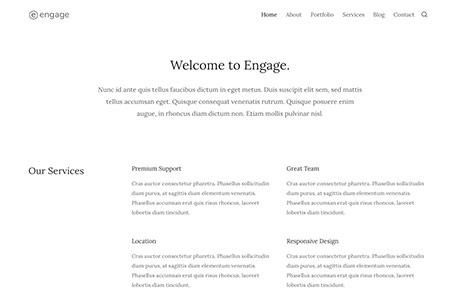 engage
Home About Portfolio Services Blog Contact
Welcome to Engage.
Nunc id ante quis tellus faucibus dictum in eget metus. Duis suscipit elit sem, sed mattis
tellus accumsan eget. Quisque consequat venenatis rutrum. Quisque posuere enim
augue, in rhoncus diam dictum non. Etiam mollis pulvinar nisl.
Our Services
Premium Support
Cras auctor consectetur pharetra. Phasellus sollicitudin
diam purus, at sagittis diam elementum venenatis.
Phasellus accumsan erat quis risus rhoncus, laoreet
lobortis diam tincidunt.
Great Team
Cras auctor consectetur pharetra. Phasellus sollicitudin
diam purus, at sagittis diam elementum venenatis.
Phasellus accumsan erat quis risus rhoncus, laoreet
lobortis diam tincidunt.
Location
Cras auctor consectetur pharetra. Phasellus sollicitudin
diam purus, at sagittis diam elementum venenatis.
Phasellus accumsan erat quis risus rhoncus, laoreet
lobortis diam tincidunt.
Responsive Design
Cras auctor consectetur pharetra. Phasellus sollicitudin
diam purus, at sagittis diam elementum venenatis.
Phasellus accumsan erat quis risus rhoncus, laoreet
lobortis diam tincidunt.